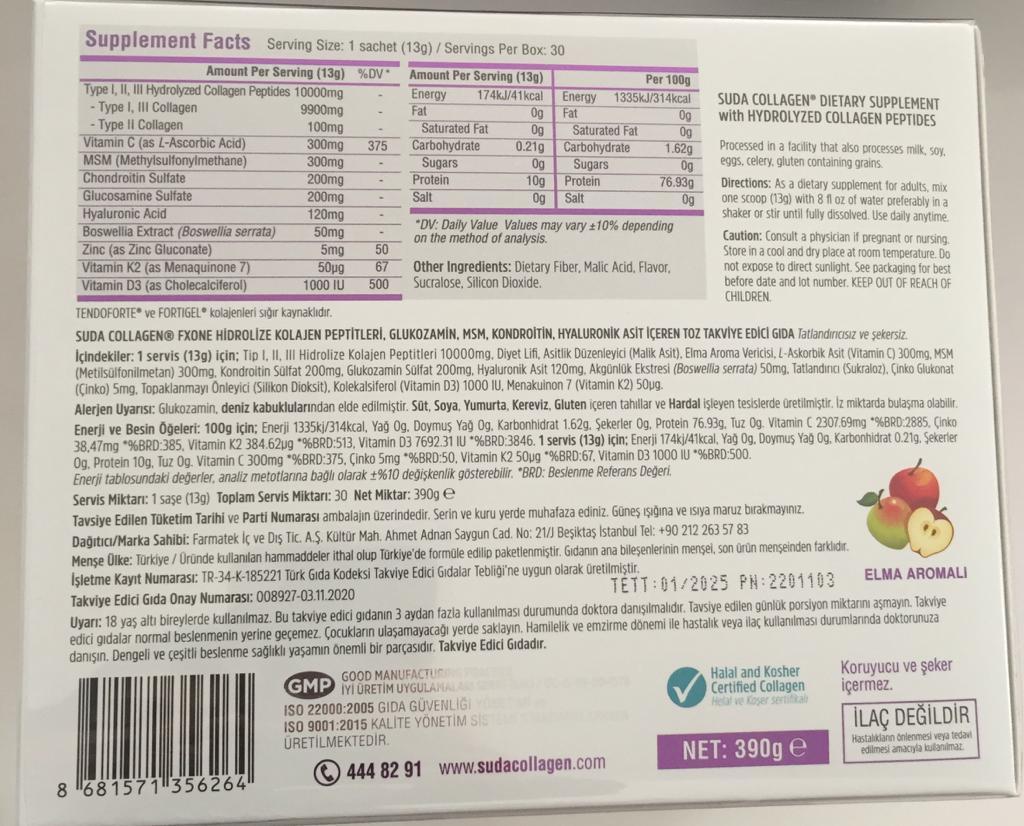 Supplement Facts Serving Size: 1 sachet (13g) / Servings Per Box: 30
Amount Per Serving (13g) %DV*
Type I, II, III Hydrolyzed Collagen Peptides 10000mg -
- Type I, III Collagen 9900mg -
- Type II Collagen 100mg -
Vitamin C (as L-Ascorbic Acid) 300mg 375
MSM (Methylsulfonylmethane) 300mg -
Chondroitin Sulfate 200mg -
Glucosamine Sulfate 200mg -
Hyaluronic Acid 120mg -
Boswellia Extract (Boswellia serrata) 50mg -
Zinc (as Zinc Gluconate) 5mg 50
Vitamin K2 (as Menaquinone 7) 50µg 67
Vitamin D3 (as Cholecalciferol) 1000 IU 500
Amount Per Serving (13g) Per 100g
Energy 174kJ/41kcal Energy 1335kJ/314kcal
Fat 0g Fat 0g
Saturated Fat 0g Saturated Fat 0g
Carbohydrate 0.21g Carbohydrate 1.62g
Sugars 0g Sugars 0g
Protein 10g Protein 76.93g
Salt 0g Salt 0g
*DV: Daily Value Values may vary ±10% depending
on the method of analysis.
Other Ingredients: Dietary Fiber, Malic Acid, Flavor,
Sucralose, Silicon Dioxide.
SUDA COLLAGEN® DIETARY SUPPLEMENT
with HYDROLYZED COLLAGEN PEPTIDES
Processed in a facility that also processes milk, soy,
eggs, celery, gluten containing grains.
Directions: As a dietary supplement for adults, mix
one scoop (13g) with 8 fl oz of water preferably in a
shaker or stir until fully dissolved. Use daily anytime.
Caution: Consult a physician if pregnant or nursing.
Store in a cool and dry place at room temperature. Do
not expose to direct sunlight. See packaging for best
before date and lot number. KEEP OUT OF REACH OF
CHILDREN.
TENDOFORTE® ve FORTIGEL® kolajenleri sığır kaynaklıdır.
SUDA COLLAGEN® FXONE HİDROLİZE KOLAJEN PEPTİTLERİ, GLUKOZAMİN, MSM, KONDROİTİN, HYALURONİK ASİT İÇEREN TOZ TAKVİYE EDİCİ GIDA Tatlandırıcısız ve şekersiz.
İçindekiler: 1 servis (13g) için; Tip I, II, III Hidrolize Kolajen Peptitleri 10000mg, Diyet Lifi, Asitlik Düzenleyici (Malik Asit), Elma Aroma Vericisi, L-Askorbik Asit (Vitamin C) 300mg, MSM
(Metilsülfonilmetan) 300mg, Kondroitin Sülfat 200mg, Glukozamin Sülfat 200mg, Hyaluronik Asit 120mg, Akgünlük Ekstresi (Boswellia serrata) 50mg, Tatlandırıcı (Sukraloz), Çinko Glukonat
(Çinko) 5mg, Topaklanmayı Önleyici (Silikon Dioksit), Kolekalsiferol (Vitamin D3) 1000 IU, Menakuinon 7 (Vitamin K2) 50µg.
Alerjen Uyarısı: Glukozamin, deniz kabuklularından elde edilmiştir. Süt, Soya, Yumurta, Kereviz, Gluten içeren tahıllar ve Hardal işleyen tesislerde üretilmiştir. İz miktarda bulaşma olabilir.
Enerji ve Besin Öğeleri: 100g için; Enerji 1335kj/314kcal, Yağ 0g, Doymuş Yağ 0g, Karbonhidrat 1.62g, Şekerler 0g, Protein 76.93g, Tuz 0g. Vitamin C 2307.69mg *%BRD:2885, Çinko
38,47mg *%BRD:385, Vitamin K2 384.62µg *%BRD:513, Vitamin D3 7692.31 IU *%BRD:3846. 1 servis (13g) için; Enerji 174kj/41kcal, Yağ 0g, Doymuş Yağ 0g, Karbonhidrat 0.21g, Şekerler
0g, Protein 10g, Tuz 0g. Vitamin C 300mg *%BRD:375, Çinko 5mg *%BRD:50, Vitamin K2 50µg *%BRD:67, Vitamin D3 1000 IU *%BRD:500.
Enerji tablosundaki değerler, analiz metotlarına bağlı olarak ±%10 değişkenlik gösterebilir. *BRD: Beslenme Referans Değeri.
Servis Miktarı: 1 saşe (13g) Toplam Servis Miktarı: 30 Net Miktar: 390g ℮
Tavsiye Edilen Tüketim Tarihi ve Parti Numarası ambalajın üzerindedir. Serin ve kuru yerde muhafaza ediniz. Güneş ışığına ve ısıya maruz bırakmayınız.
Dağıtıcı/Marka Sahibi: Farmatek İç ve Dış Tic. A.Ş. Kültür Mah. Ahmet Adnan Saygun Cad. No: 21/J Beşiktaş İstanbul Tel: +90 212 263 57 83
Menşe Ülke: Türkiye / Üründe kullanılan hammaddeler ithal olup Türkiye'de formüle edilip paketlenmiştir. Gıdanın ana bileşenlerinin menşei, son ürün menşeinden farklıdır.
İşletme Kayıt Numarası: TR-34-K-185221 Türk Gıda Kodeksi Takviye Edici Gıdalar Tebliği'ne uygun olarak üretilmiştir.
TETT:01/2025 PN:2201103
ELMA AROMALI
Takviye Edici Gıda Onay Numarası: 008927-03.11.2020
Uyarı: 18 yaş altı bireylerde kullanılmaz. Bu takviye edici gıdanın 3 aydan fazla kullanılması durumunda doktora danışılmalıdır. Tavsiye edilen günlük porsiyon miktarını aşmayın. Takviye
edici gıdalar normal beslenmenin yerine geçemez. Çocukların ulaşamayacağı yerde saklayın. Hamilelik ve emzirme dönemi ile hastalık veya ilaç kullanılması durumlarında doktorunuza
danışın. Dengeli ve çeşitli beslenme sağlıklı yaşamın önemli bir parçasıdır. Takviye Edici Gıdadır.
8 681571 356264
GMP
GOOD MANUFACTURING
İYİ ÜRETİM UYGULAMALARI
ISO 22000:2005 GIDA GÜVENLİĞİ
ISO 9001:2015 KALİTE YÖNETİM
ÜRETİLMEKTEDİR.
444 82 91 www.sudacollagen.com
Halal and Kosher
Certified Collagen
Helal ve Koşer sertifikalı
NET: 390g ℮
Koruyucu ve şeker
içermez.
İLAÇ DEĞİLDİR
Hastalıkların önlenmesi veya tedavi
edilmesi amacıyla kullanılmaz.